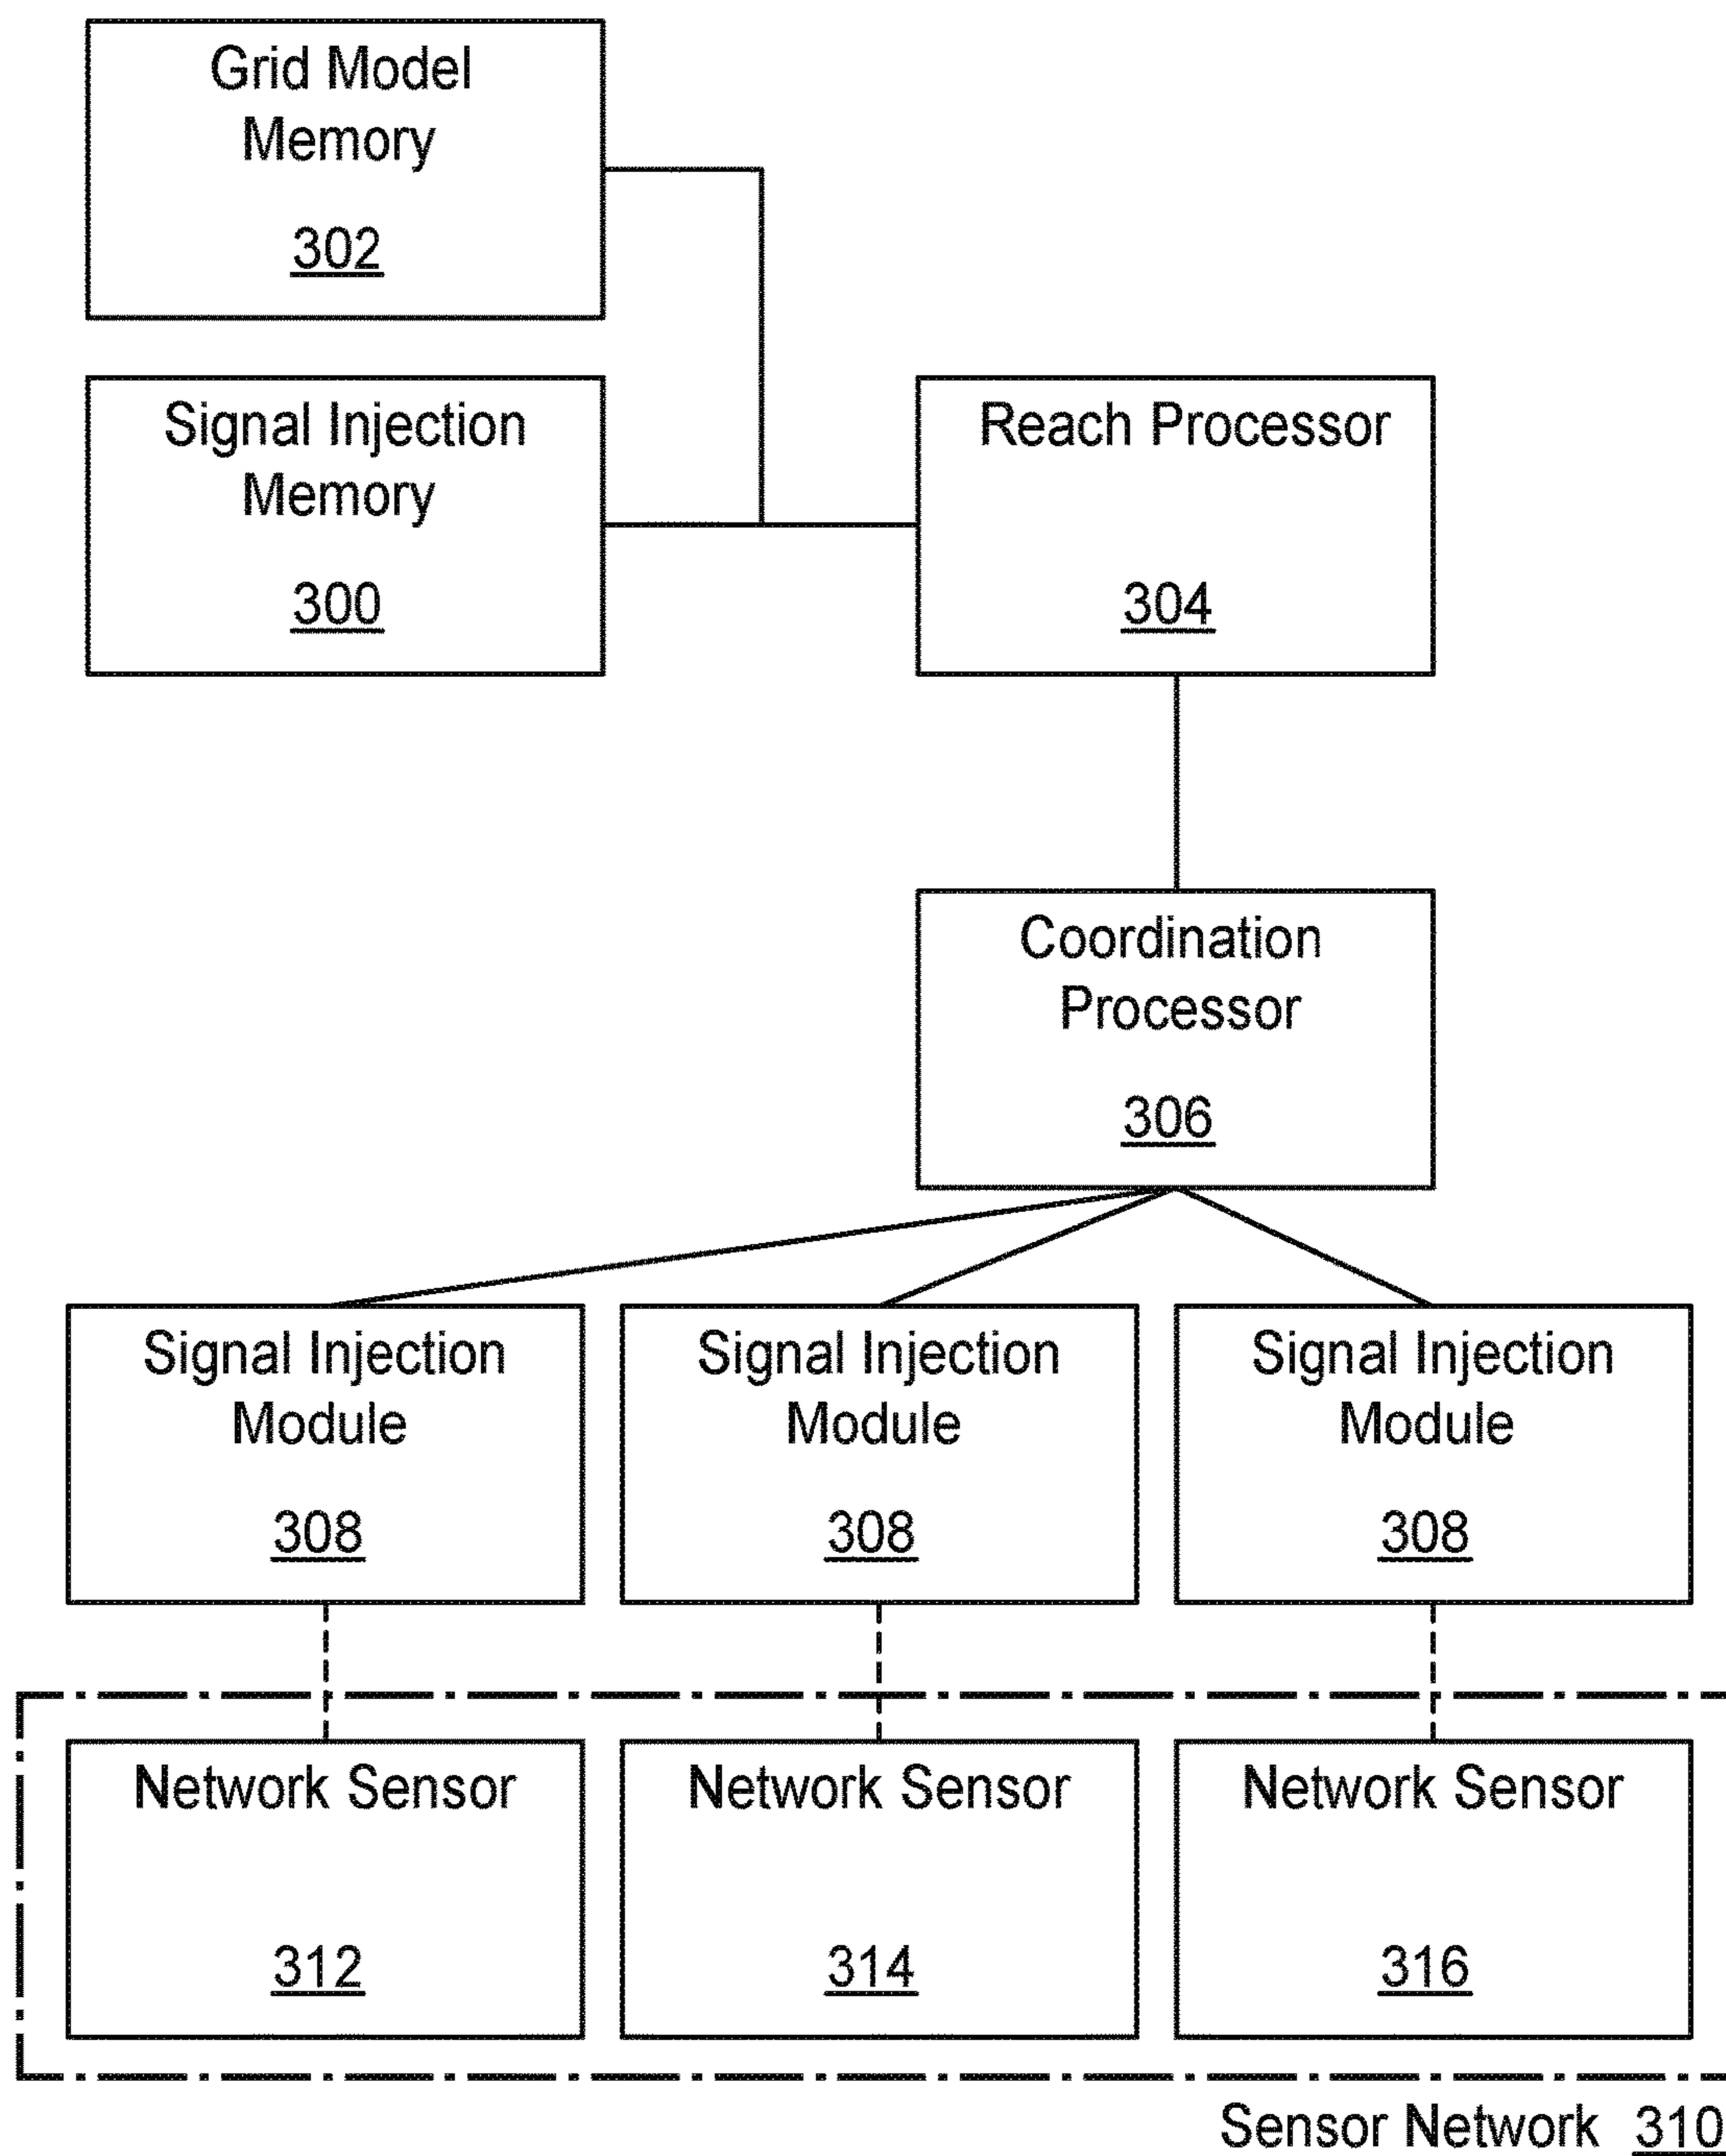 Grid Model
Memory
302
Signal Injection
Memory
300
Reach Processor
304
Coordination
Processor
306
Signal Injection
Module
308
Signal Injection
Module
308
Signal Injection
Module
308
Network Sensor
312
Network Sensor
314
Network Sensor
316
Sensor Network 310